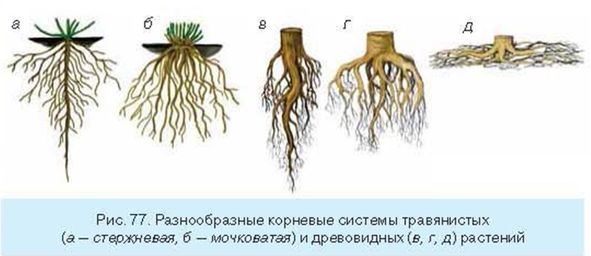 а б в г д
Рис. 77. Разнообразные корневые системы травянистых
(а – стержневая, б – мочковатая) и древовидных (в, г, д) растений